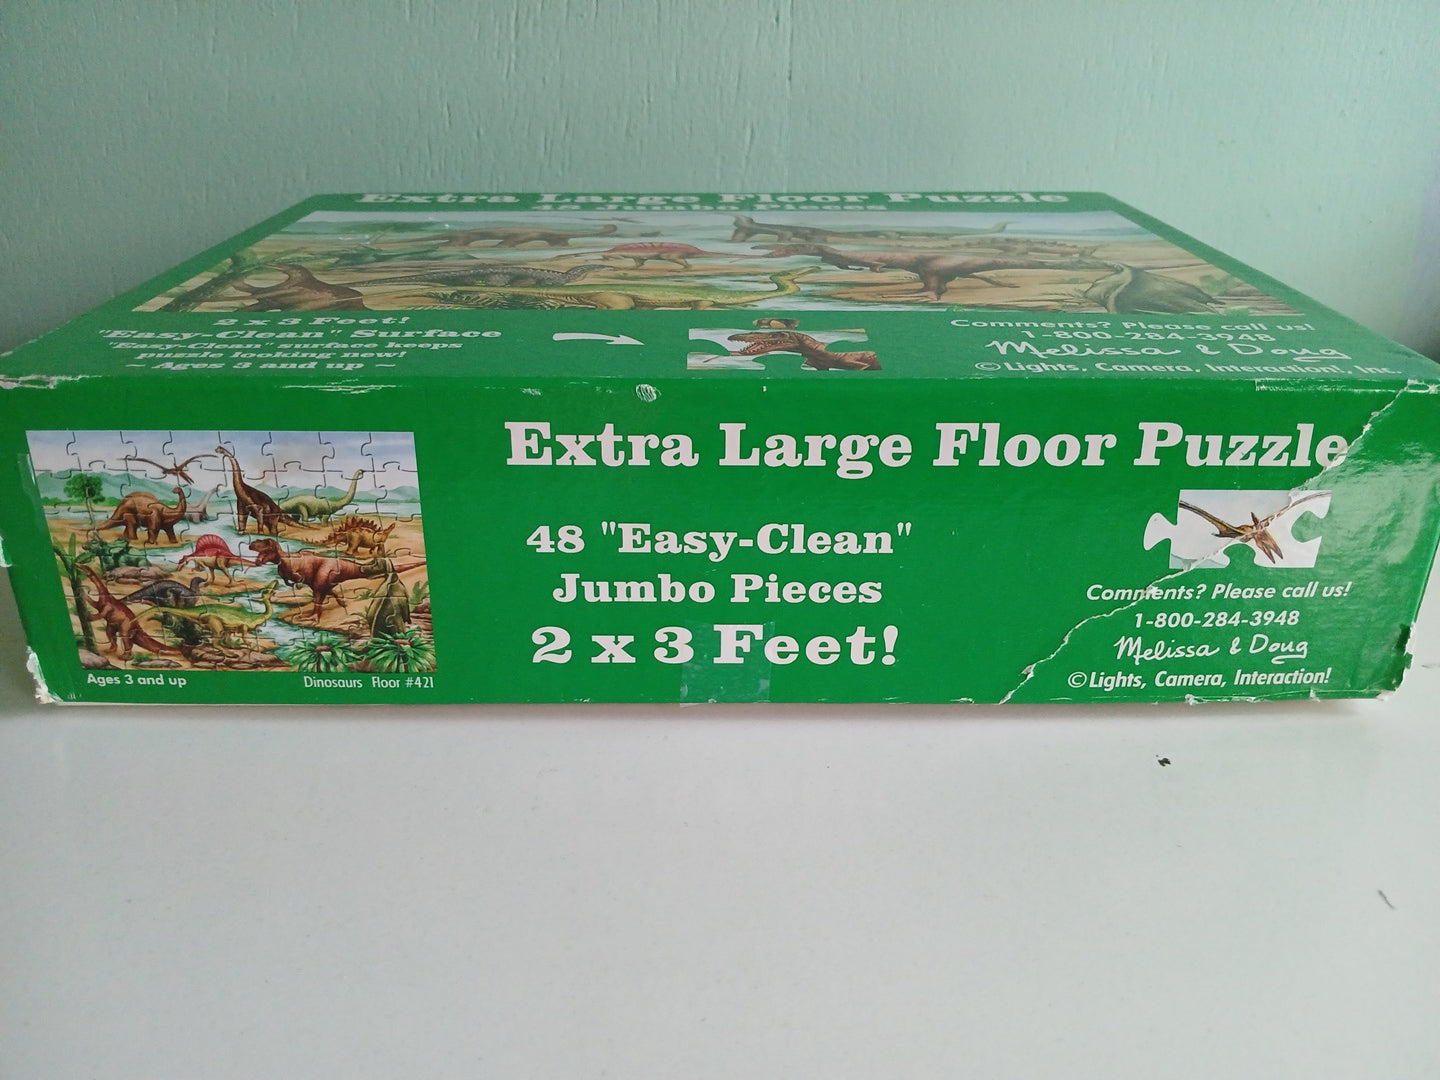 Extra Large Floor Puzzle
48 Jumbo Pieces
2 x 3 Feet!
"Easy-Clean" Surface
"Easy-Clean" surface keeps
puzzle looking new!
~ Ages 3 and up ~
Comments? Please call us!
1-800-284-3948
Melissa & Doug
©Lights, Camera, Interaction!, Inc.
Extra Large Floor Puzzle
48 "Easy-Clean"
Jumbo Pieces
2 x 3 Feet!
Ages 3 and up
Dinosaurs Floor #421
Comments? Please call us!
1-800-284-3948
Melissa & Doug
©Lights, Camera, Interaction!